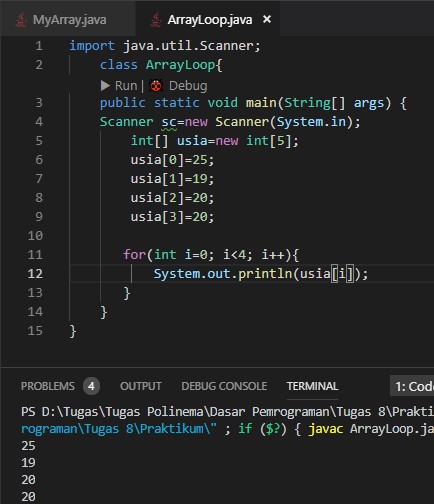 MyArray.java ArrayLoop.java ×
1 import java.util.Scanner;
2 class ArrayLoop{
Run | Debug
3 public static void main(String[] args) {
4 Scanner sc=new Scanner(System.in);
5 int[] usia=new int[5];
6 usia[0]=25;
7 usia[1]=19;
8 usia[2]=20;
9 usia[3]=20;
10
11 for(int i=0; i<4; i++){
12 System.out.println(usia[i]);
13 }
14 }
15 }
PROBLEMS 4 OUTPUT DEBUG CONSOLE TERMINAL 1: Code
PS D:\Tugas\Tugas Polinema\Dasar Pemrograman\Tugas 8\Prakti
rograman\Tugas 8\Praktikum\" ; if ($?) { javac ArrayLoop.ja
25
19
20
20